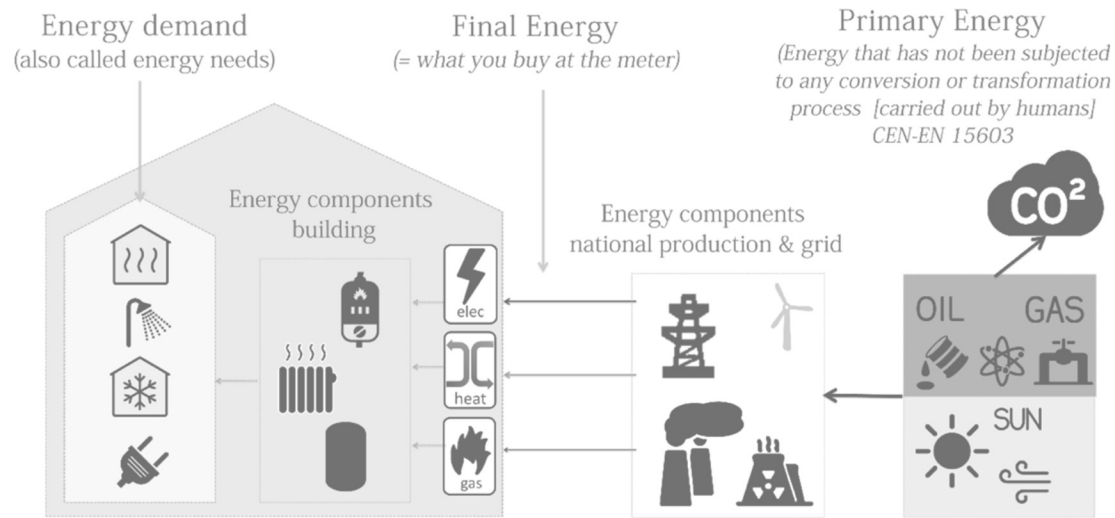 Energy demand
(also called energy needs)
Final Energy
(= what you buy at the meter)
Primary Energy
(Energy that has not been subjected
to any conversion or transformation
process [carried out by humans]
CEN-EN 15603
CO²
Energy components
building
Energy components
national production & grid
elec
heat
gas
OIL
GAS
SUN